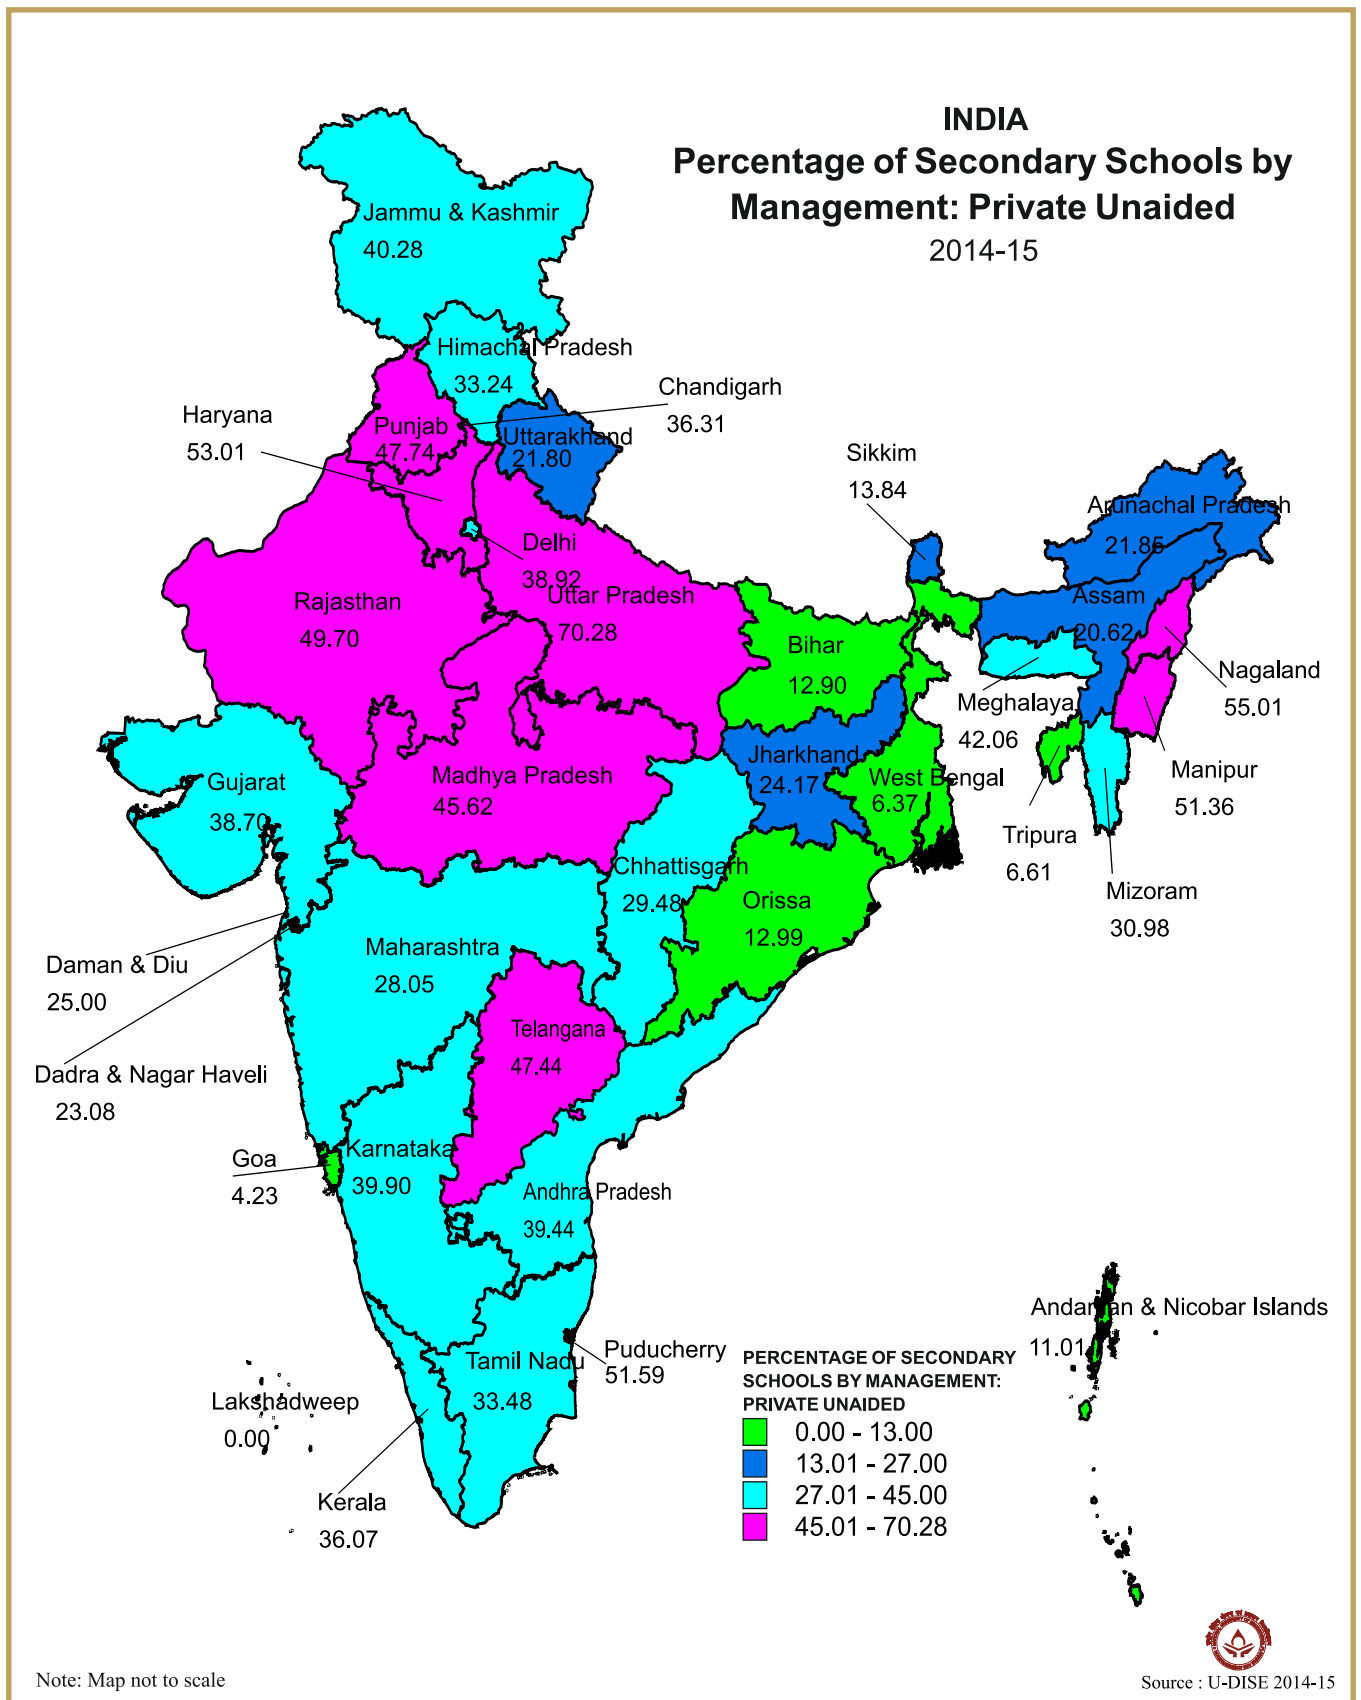 INDIA
Percentage of Secondary Schools by
Management: Private Unaided
2014-15
Jammu & Kashmir
40.28
Himachal Pradesh
33.24
Chandigarh
36.31
Haryana
53.01
Punjab
47.74
Uttarakhand
21.80
Sikkim
13.84
Arunachal Pradesh
21.85
Delhi
38.92
Rajasthan
49.70
Uttar Pradesh
70.28
Bihar
12.90
Assam
20.62
Nagaland
55.01
Meghalaya
42.06
Gujarat
38.70
Madhya Pradesh
45.62
Jharkhand
24.17
West Bengal
6.37
Manipur
51.36
Tripura
6.61
Mizoram
30.98
Chhattisgarh
29.48
Orissa
12.99
Maharashtra
28.05
Daman & Diu
25.00
Dadra & Nagar Haveli
23.08
Telangana
47.44
Goa
4.23
Karnataka
39.90
Andhra Pradesh
39.44
Andaman & Nicobar Islands
11.01
Puducherry
51.59
Tamil Nadu
33.48
Lakshadweep
0.00
Kerala
36.07
PERCENTAGE OF SECONDARY
SCHOOLS BY MANAGEMENT:
PRIVATE UNAIDED
0.00 - 13.00
13.01 - 27.00
27.01 - 45.00
45.01 - 70.28
Note: Map not to scale
Source : U-DISE 2014-15